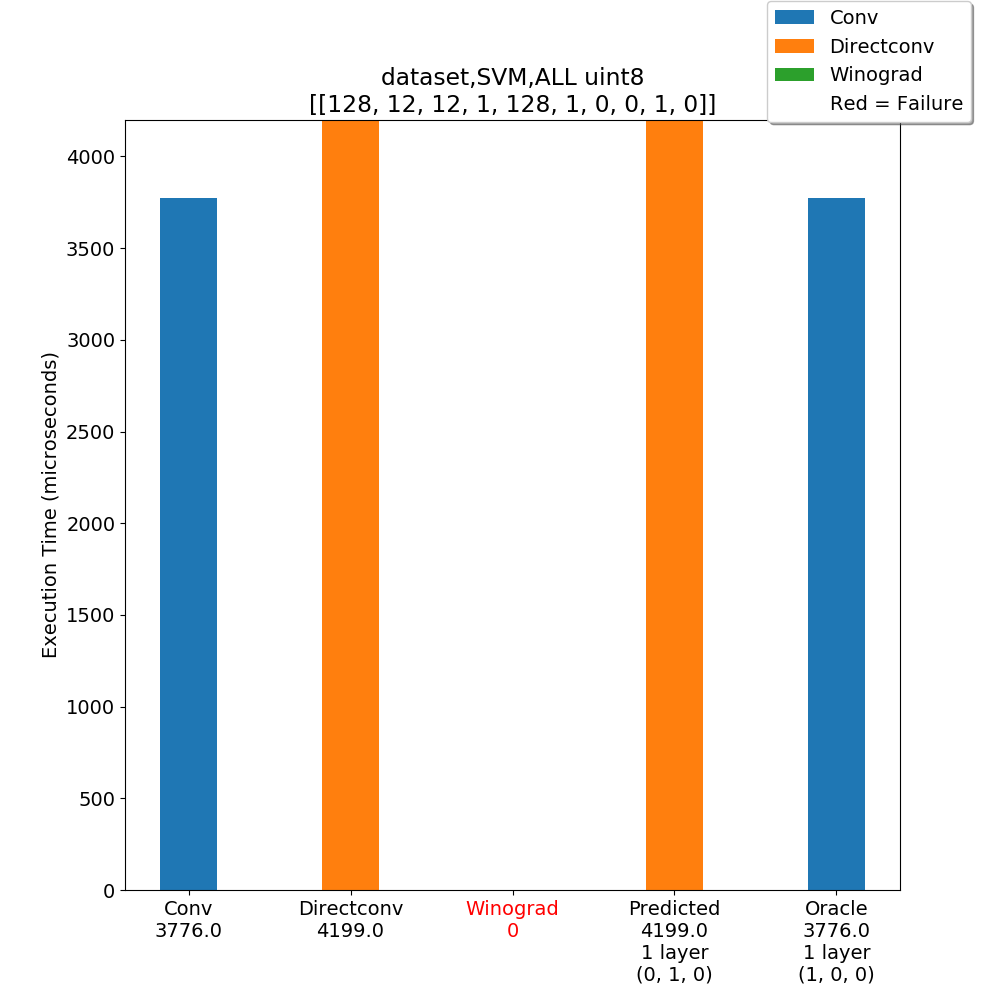 Conv
Directconv
Winograd
Red = Failure
dataset,SVM,ALL uint8
[[128, 12, 12, 1, 128, 1, 0, 0, 1, 0]]
Execution Time (microseconds)
4000
3500
3000
2500
2000
1500
1000
500
0
Conv
3776.0
Directconv
4199.0
Winograd
0
Predicted
4199.0
1 layer
(0, 1, 0)
Oracle
3776.0
1 layer
(1, 0, 0)